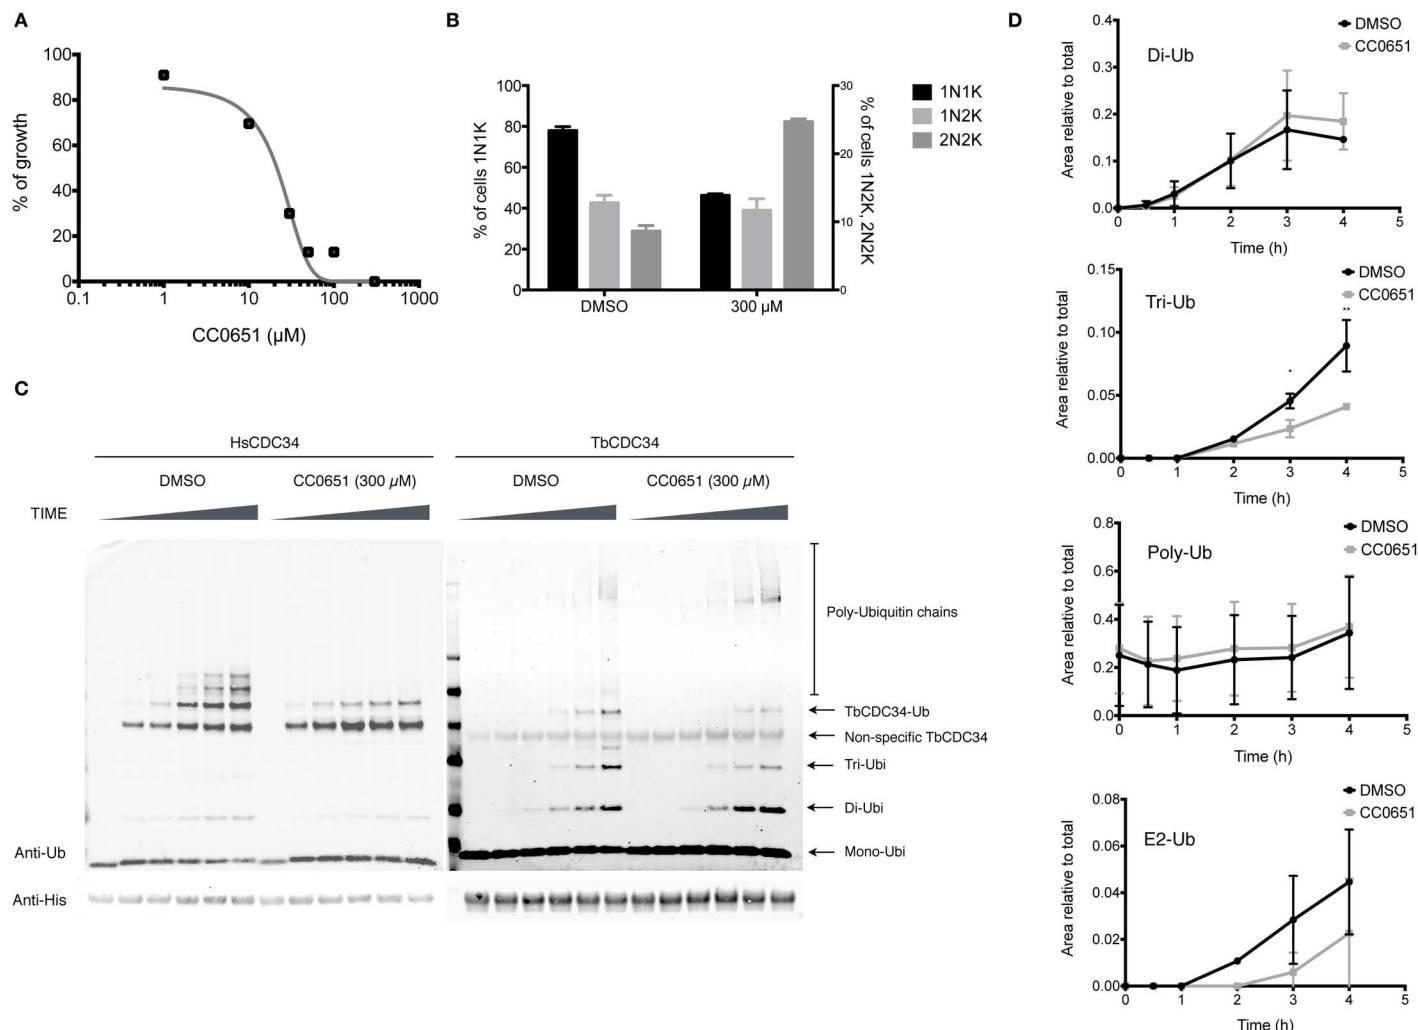 A
100
80
60
40
20
0
% of growth
0.1
1
10
100
1000
CC0651 (µM)
B
100
80
60
40
20
0
% of cells 1N1K
30
20
10
0
% of cells 1N2K, 2N2K
DMSO
300 µM
1N1K
1N2K
2N2K
C
HsCDC34
TbCDC34
DMSO
CC0651 (300 µM)
DMSO
CC0651 (300 µM)
TIME
Poly-Ubiquitin chains
TbCDC34-Ub
Non-specific TbCDC34
Tri-Ubi
Di-Ubi
Mono-Ubi
Anti-Ub
Anti-His
D
DMSO
CC0651
Di-Ub
Area relative to total
0.4
0.3
0.2
0.1
0.0
0
1
2
3
4
5
Time (h)
DMSO
CC0651
Tri-Ub
Area relative to total
0.15
0.10
0.05
0.00
*
**
0
1
2
3
4
5
Time (h)
DMSO
CC0651
Poly-Ub
Area relative to total
0.8
0.6
0.4
0.2
0.0
0
1
2
3
4
5
Time (h)
DMSO
CC0651
E2-Ub
Area relative to total
0.08
0.06
0.04
0.02
0.00
0
1
2
3
4
5
Time (h)